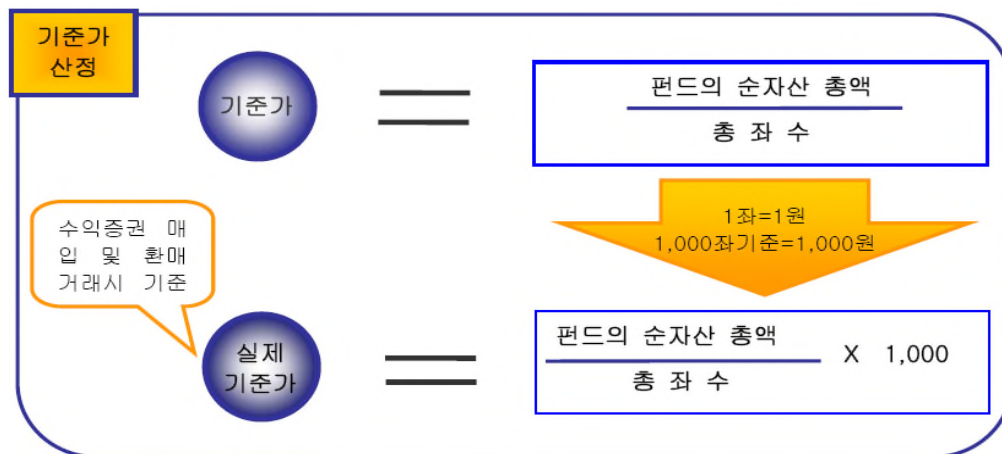 기준가
산정
기준가
펀드의 순자산 총액
총 좌 수
1좌=1원
1,000좌기준=1,000원
수익증권 매
입 및 환매
거래시 기준
실제
기준가
펀드의 순자산 총액
총 좌 수
X 1,000